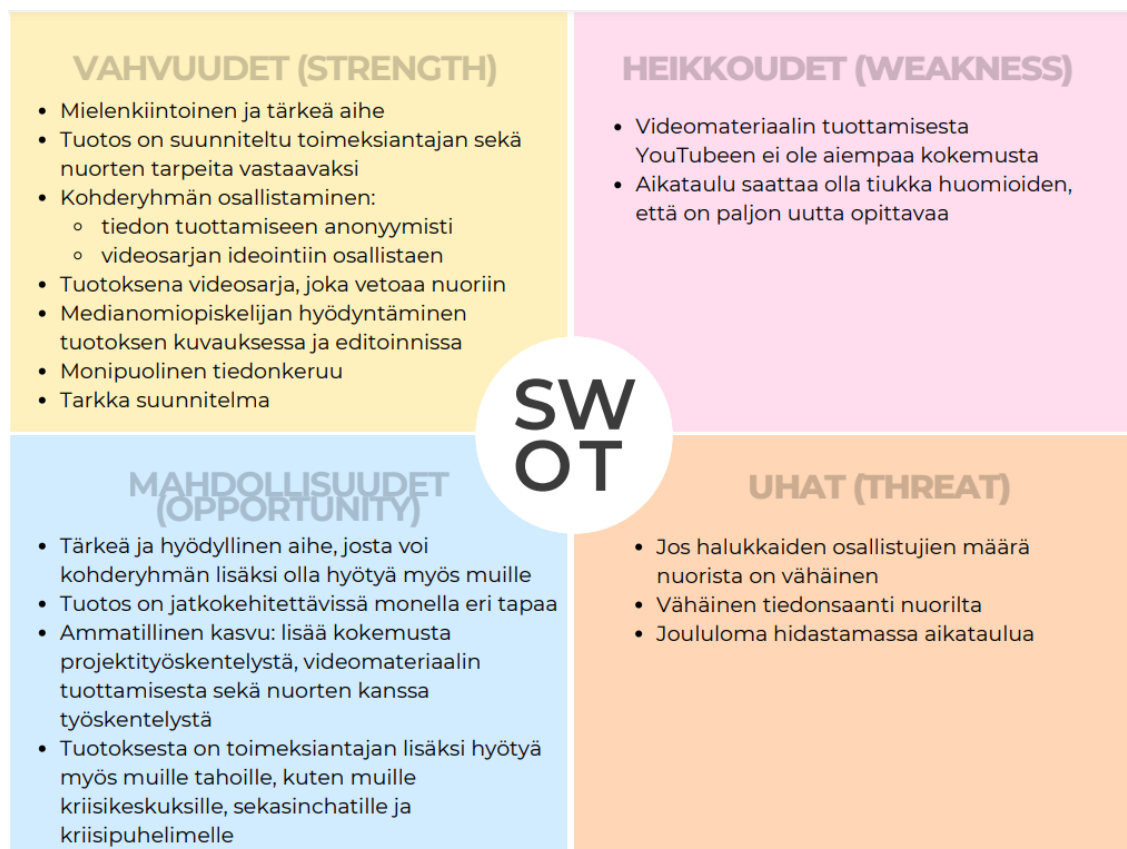 VAHVUUDET (STRENGTH)
• Mielenkiintoinen ja tärkeä aihe
• Tuotos on suunniteltu toimeksiantajan sekä
nuorten tarpeita vastaavaksi
• Kohderyhmän osallistaminen:
◦ tiedon tuottamiseen anonyymisti
◦ videosarjan ideointiin osallistaen
• Tuotoksena videosarja, joka vetoaa nuoriin
• Medianomiopiskelijan hyödyntäminen
tuotoksen kuvauksessa ja editoinnissa
• Monipuolinen tiedonkeruu
• Tarkka suunnitelma
HEIKKOUDET (WEAKNESS)
• Videomateriaalin tuottamisesta
YouTubeen ei ole aiempaa kokemusta
• Aikataulu saattaa olla tiukka huomioiden,
että on paljon uutta opittavaa
SW
OT
MAHDOLLISUUDET
(OPPORTUNITY)
• Tärkeä ja hyödyllinen aihe, josta voi
kohderyhmän lisäksi olla hyötyä myös muille
• Tuotos on jatkokehitettävissä monella eri tapaa
• Ammatillinen kasvu: lisää kokemusta
projektityöskentelystä, videomateriaalin
tuottamisesta sekä nuorten kanssa
työskentelystä
• Tuotoksesta on toimeksiantajan lisäksi hyötyä
myös muille tahoille, kuten muille
kriisikeskuksille, sekasinchatille ja
kriisipuhelimelle
UHAT (THREAT)
• Jos halukkaiden osallistujien määrä
nuorista on vähäinen
• Vähäinen tiedonsaanti nuorilta
• Joululoma hidastamassa aikataulua